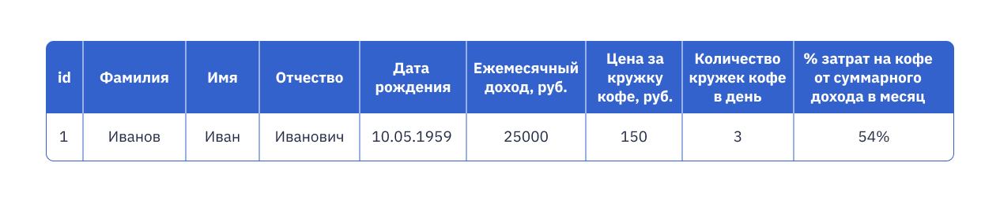 id Фамилия Имя Отчество Дата рождения Ежемесячный доход, руб. Цена за кружку кофе, руб. Количество кружек кофе в день % затрат на кофе от суммарного дохода в месяц
1 Иванов Иван Иванович 10.05.1959 25000 150 3 54%